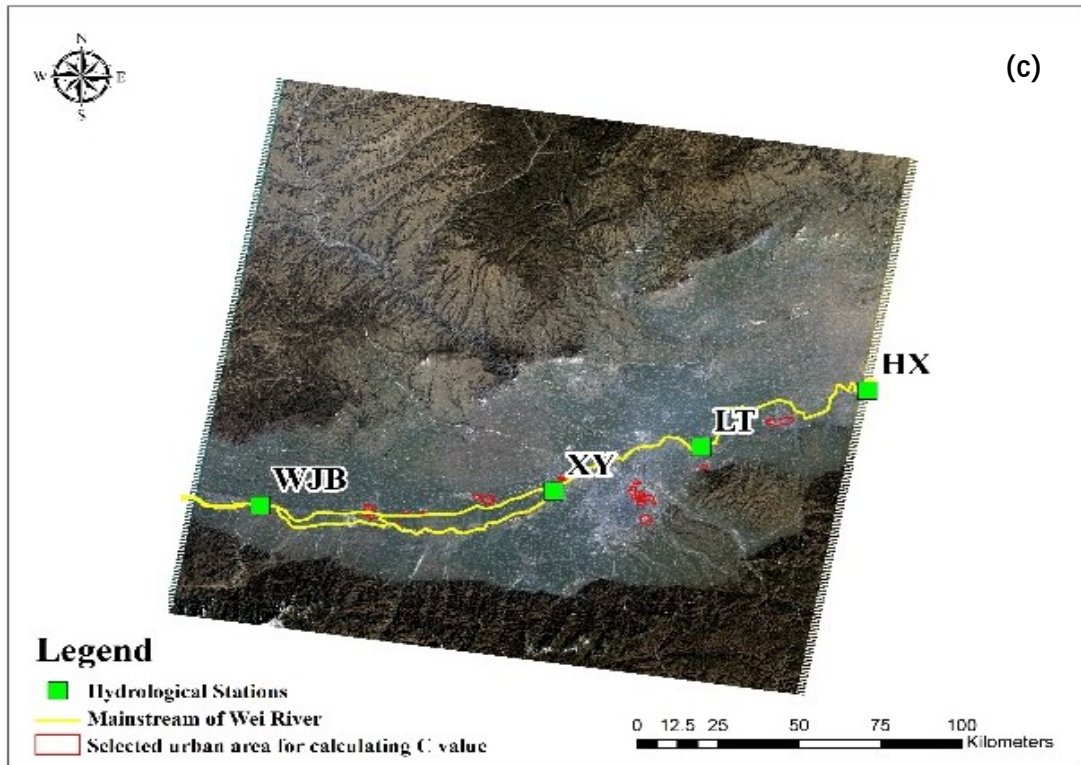 N
(c)
W E
S
HX
LT
XY
WJB
Legend
Hydrological Stations
Mainstream of Wei River
Selected urban area for calculating C value
0 12.5 25 50 75 100
Kilometers